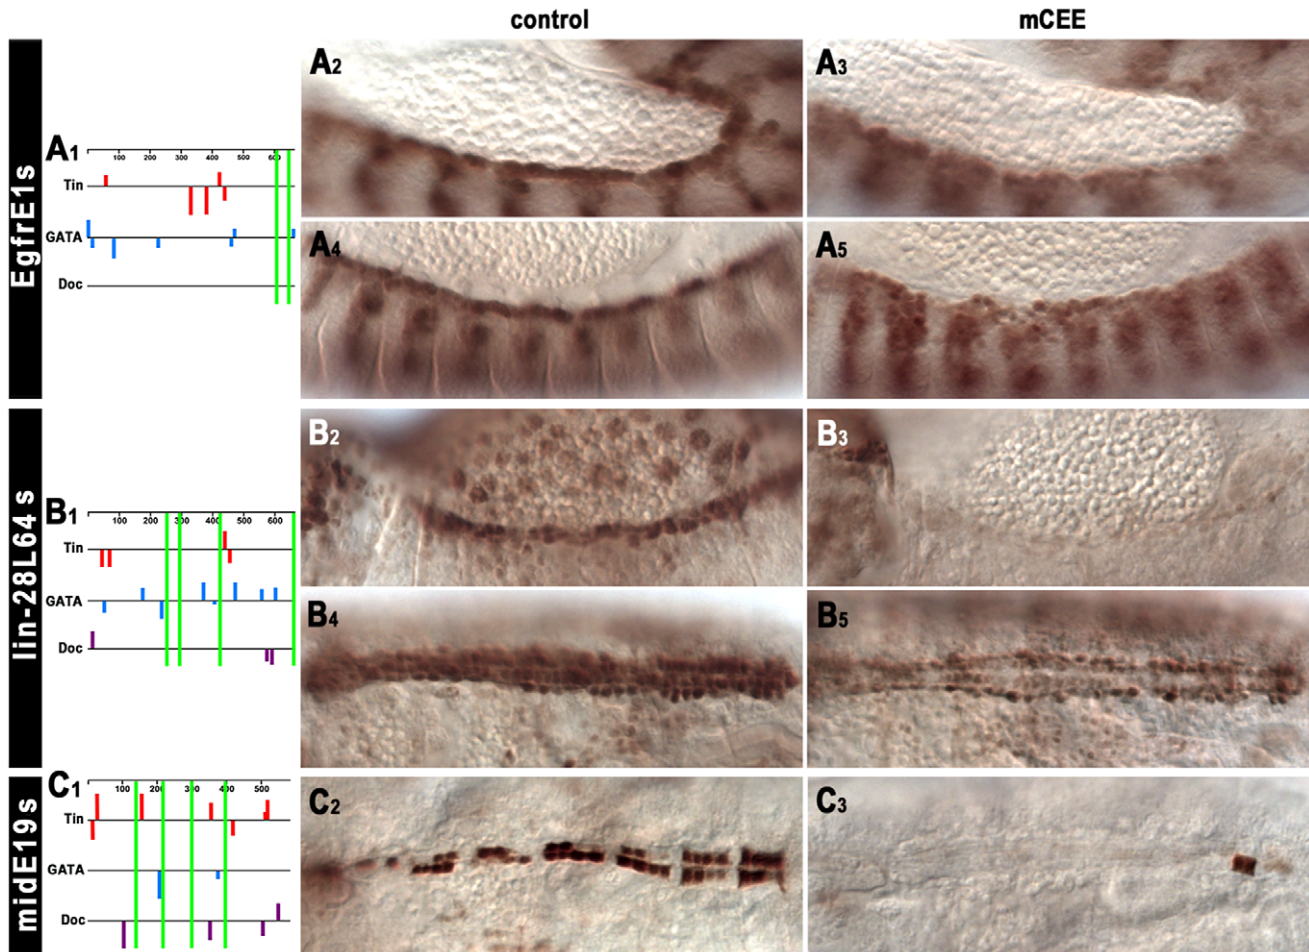 control
mCEE
EgfrE1s
A1
100 200 300 400 500 600
Tin
GATA
Doc
A2
A3
A4
A5
lin-28L64s
B1
100 200 300 400 500 600
Tin
GATA
Doc
B2
B3
B4
B5
midE19s
C1
100 200 300 400 500
Tin
GATA
Doc
C2
C3